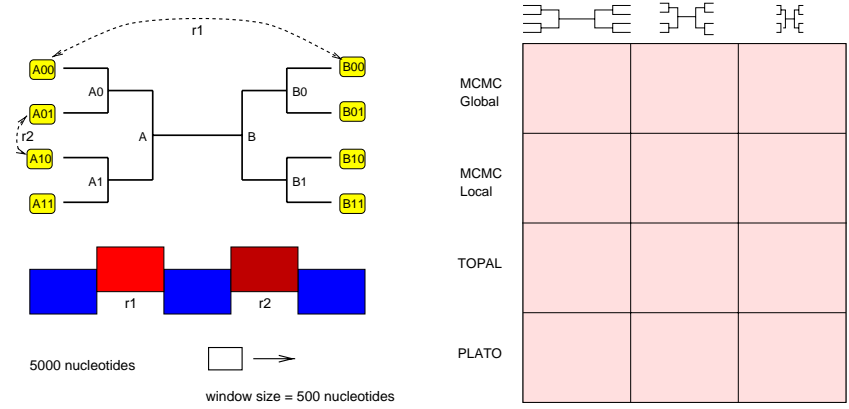 r1
A00
B00
A0
B0
A01
B01
r2
A
B
A10
B10
A1
B1
A11
B11
r1
r2
5000 nucleotides
window size = 500 nucleotides
MCMC
Global
MCMC
Local
TOPAL
PLATO